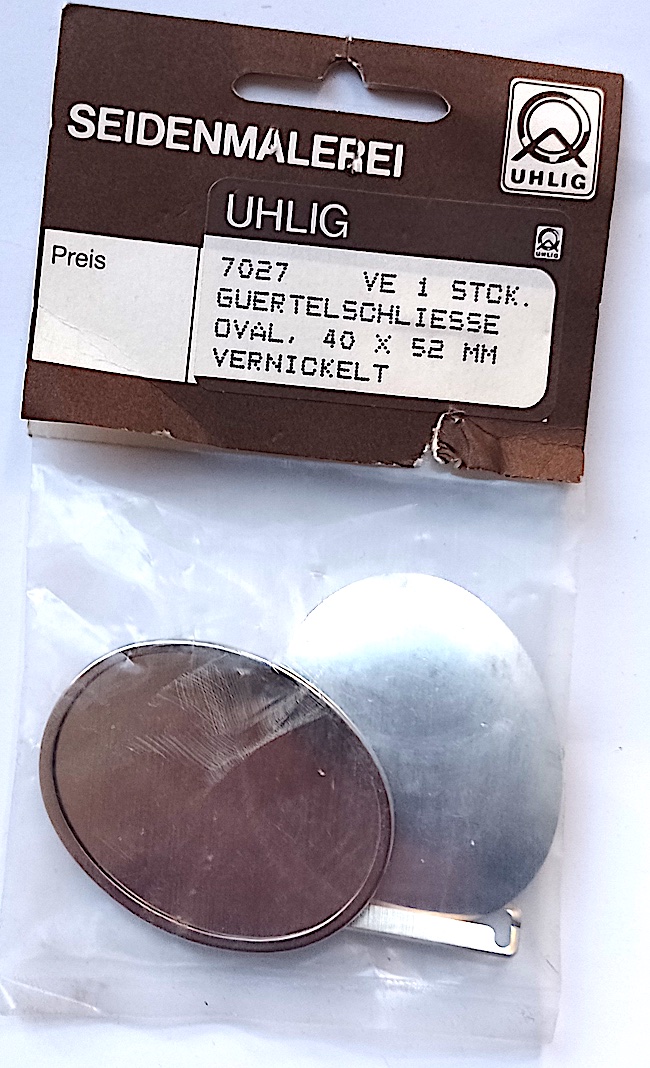 SEIDENMALEREI
UHLIG
UHLIG
UHLIG
Preis
7027 VE 1 STCK.
GUERTELSCHLIESSE
OVAL, 40 X 52 MM
VERNICKELT